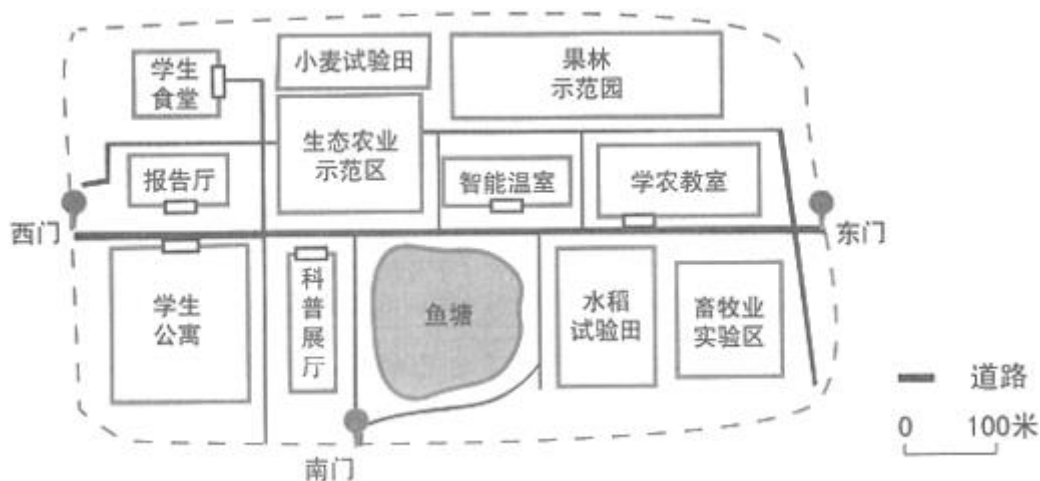 学生
食堂
小麦试验田
果林
示范园
生态农业
示范区
报告厅
智能温室
学农教室
西门
东门
学生
公寓
科
普
展
厅
鱼塘
水稻
试验田
畜牧业
实验区
道路
0 100米
南门